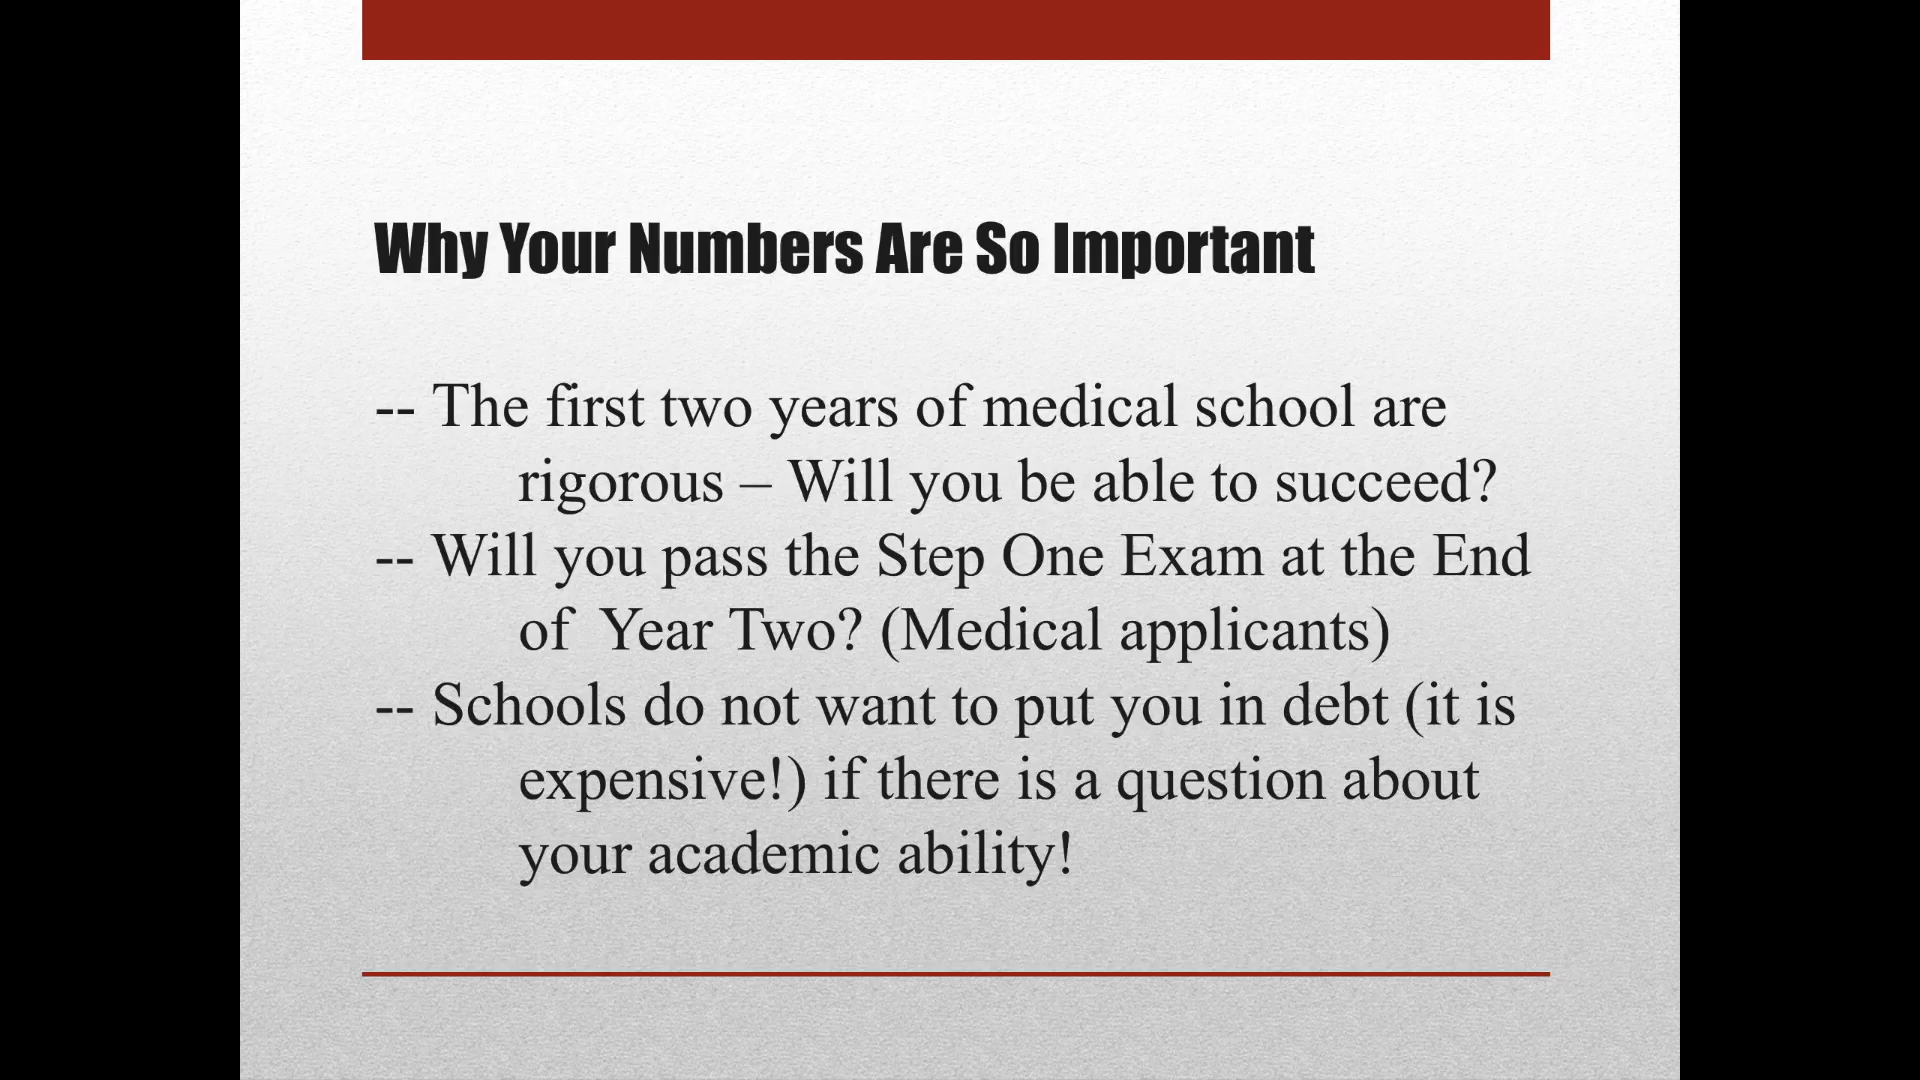 Why Your Numbers Are So Important
-- The first two years of medical school are
rigorous – Will you be able to succeed?
-- Will you pass the Step One Exam at the End
of  Year Two? (Medical applicants)
-- Schools do not want to put you in debt (it is
expensive!) if there is a question about
your academic ability!